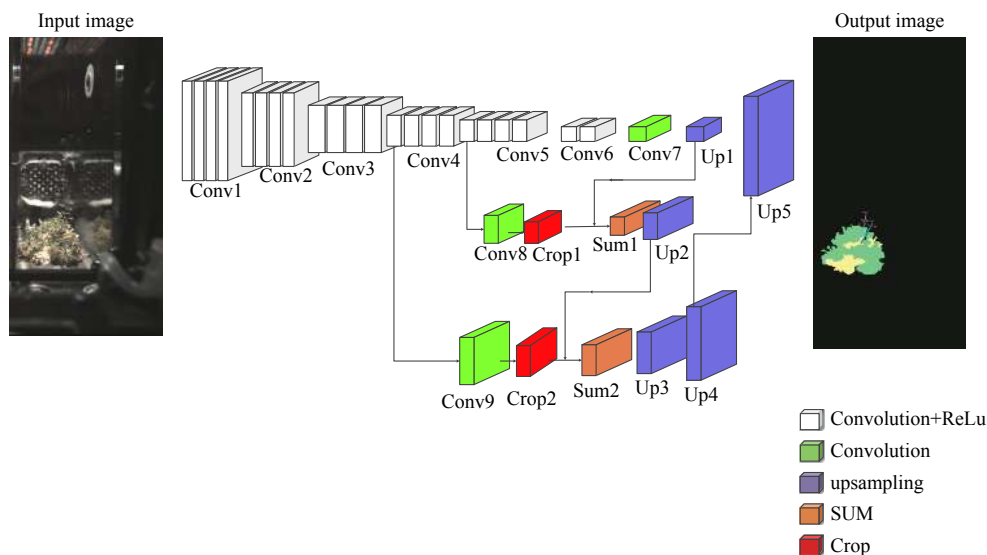 Input image
Output image
Conv1
Conv2
Conv3
Conv4
Conv5
Conv6
Conv7
Up1
Up5
Conv8
Crop1
Sum1
Up2
Conv9
Crop2
Sum2
Up3
Up4
Convolution+ReLu
Convolution
upsampling
SUM
Crop